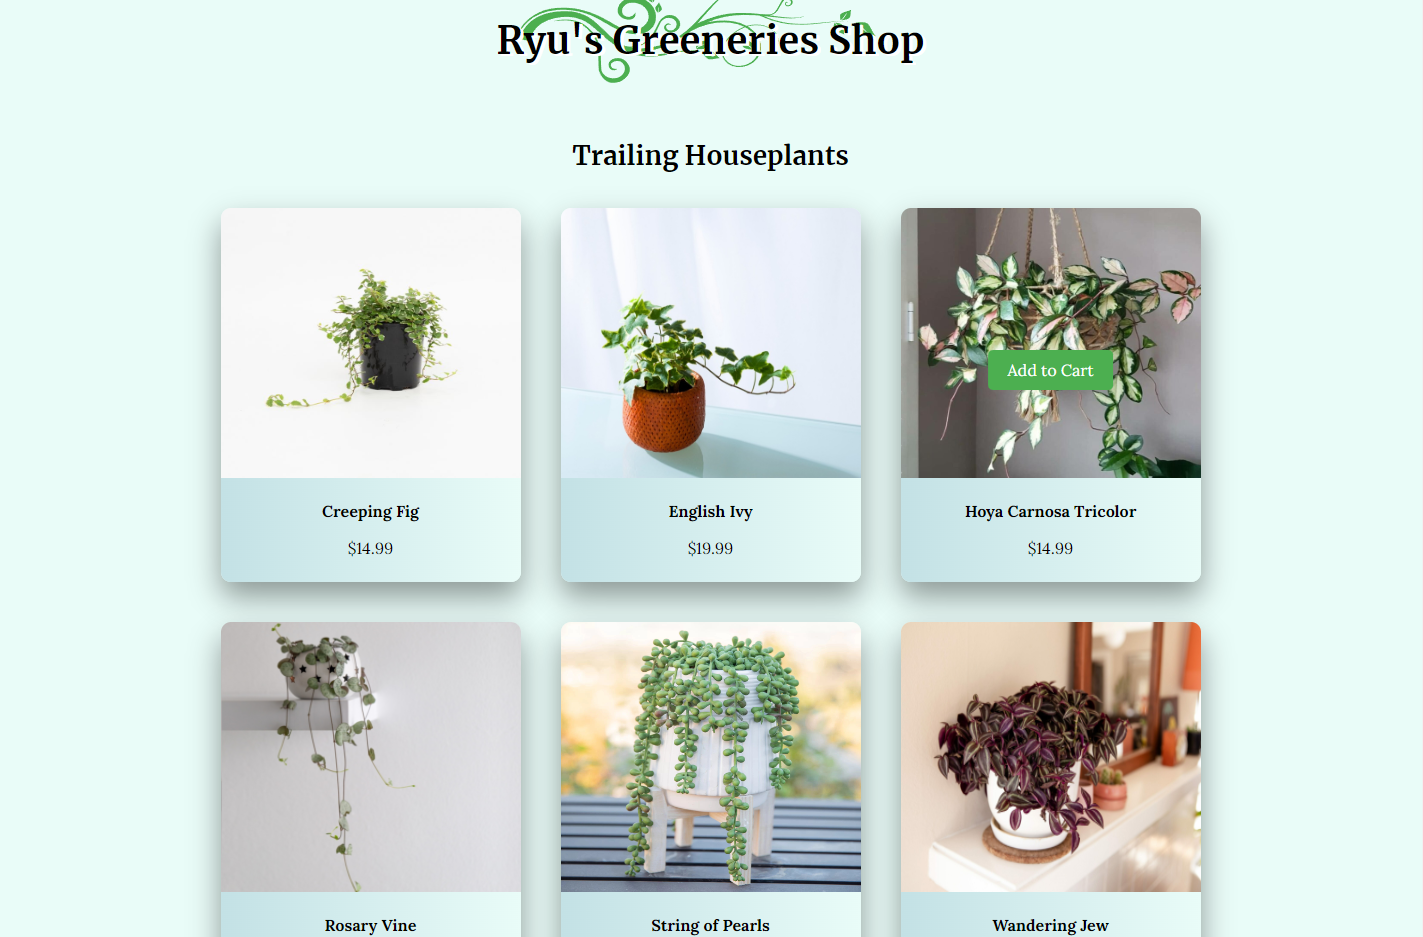 Ryu's Greeneries Shop
Trailing Houseplants
Add to Cart
Creeping Fig
English Ivy
Hoya Carnosa Tricolor
$14.99
$19.99
$14.99
Rosary Vine
String of Pearls
Wandering Jew